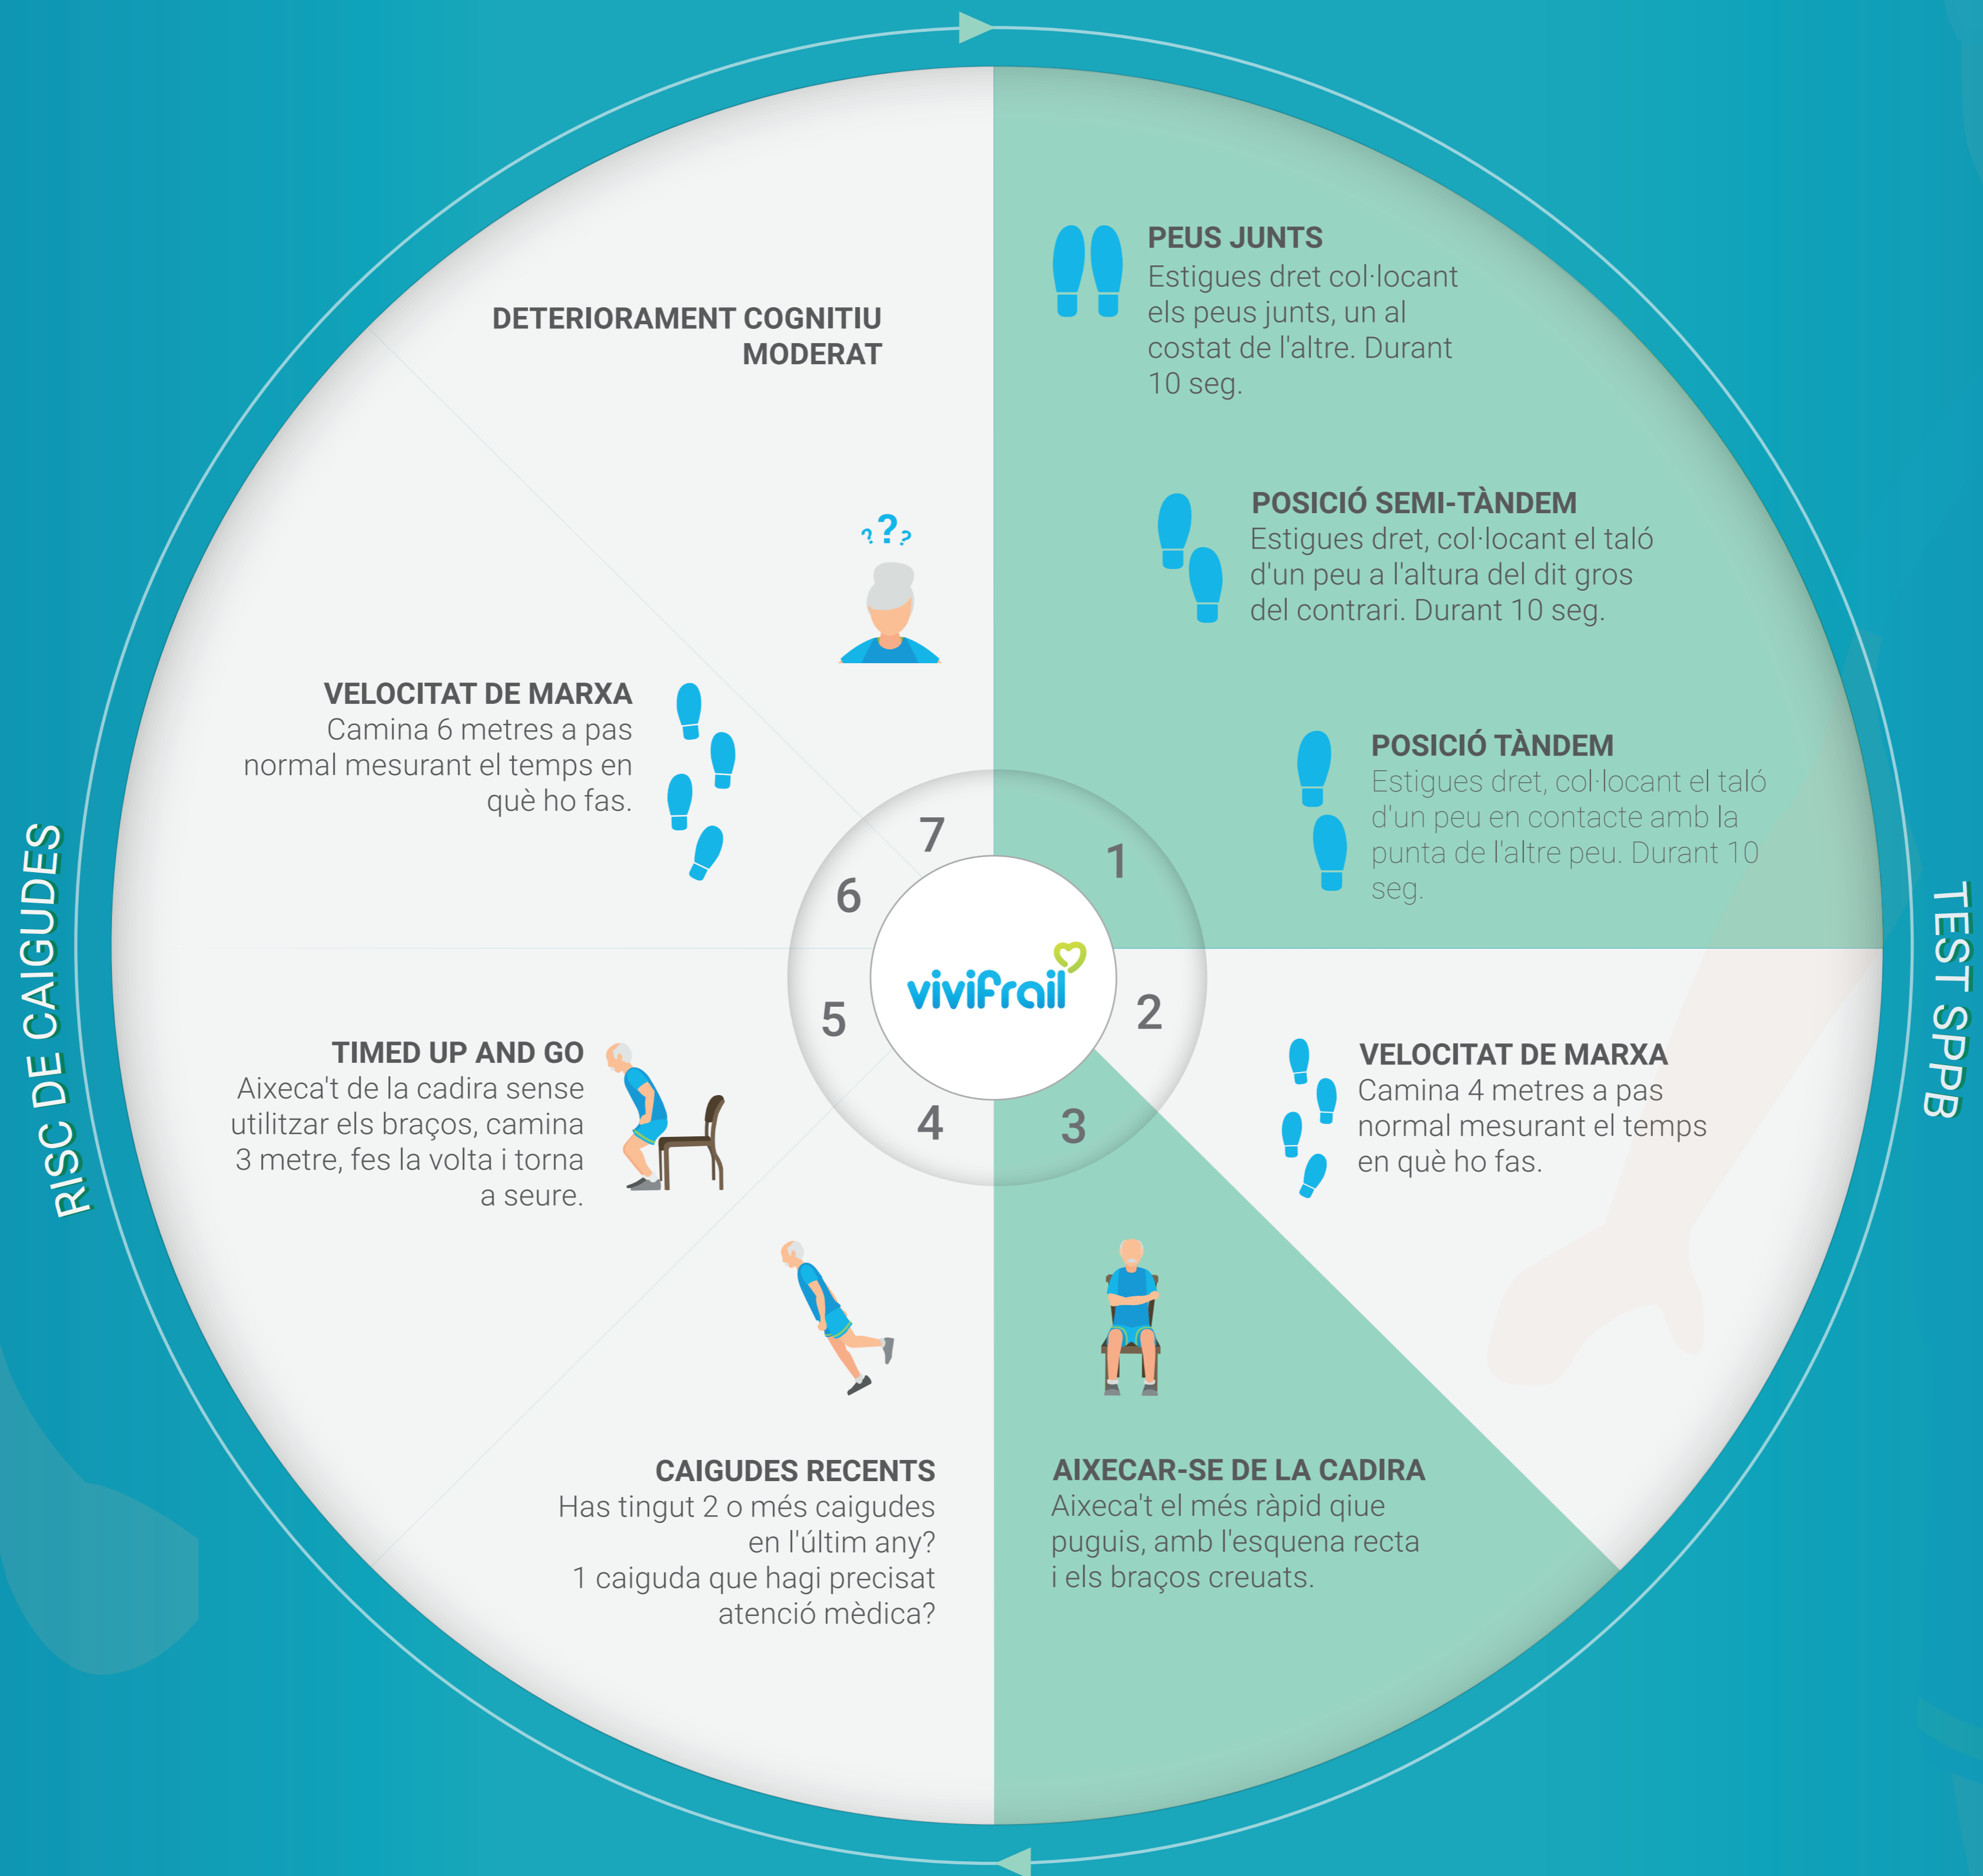 PEUS JUNTS
Estigues dret col·locant
els peus junts, un al
costat de l'altre. Durant
10 seg.
POSICIÓ SEMI-TÀNDEM
Estigues dret, col·locant el taló
d'un peu a l'altura del dit gros
del contrari. Durant 10 seg.
POSICIÓ TÀNDEM
Estigues dret, col·locant el taló
d'un peu en contacte amb la
punta de l'altre peu. Durant 10
seg.
1
VELOCITAT DE MARXA
Camina 4 metres a pas
normal mesurant el temps
en què ho fas.
2
AIXECAR-SE DE LA CADIRA
Aixeca't el més ràpid qiue
puguis, amb l'esquena recta
i els braços creuats.
3
CAIGUDES RECENTS
Has tingut 2 o més caigudes
en l'últim any?
1 caiguda que hagi precisat
atenció mèdica?
4
TIMED UP AND GO
Aixeca't de la cadira sense
utilitzar els braços, camina
3 metre, fes la volta i torna
a seure.
5
VELOCITAT DE MARXA
Camina 6 metres a pas
normal mesurant el temps en
què ho fas.
6
DETERIORAMENT COGNITIU
MODERAT
???
7
vivifrail
TEST SPPB
RISC DE CAIGUDES